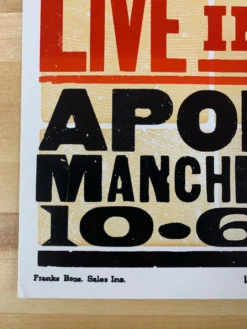 LIVE I
APO
MANCHE
10-6
Franks Bros. Sales Inc.